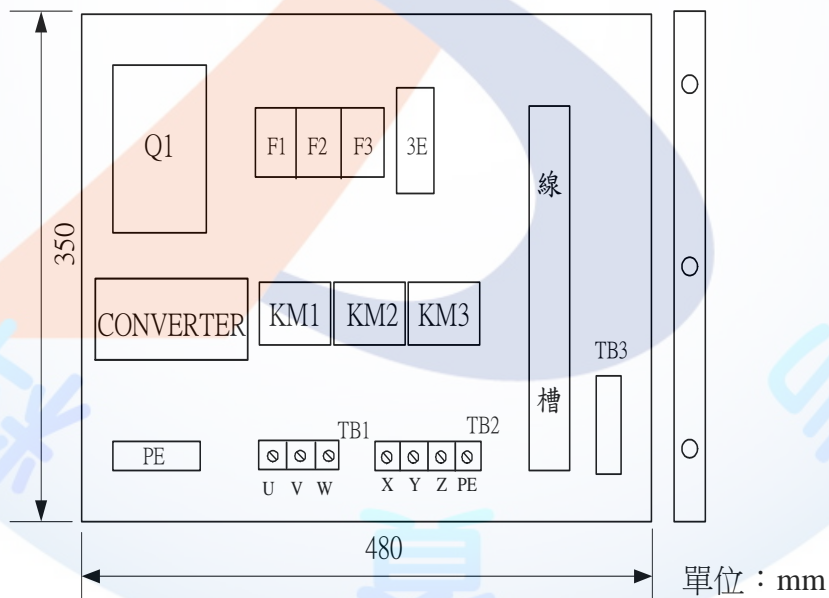 Q1
F1 F2 F3 3E
線
槽
350
CONVERTER KM1 KM2 KM3
TB3
PE
TB1
U V W
TB2
X Y Z PE
480
單位：mm